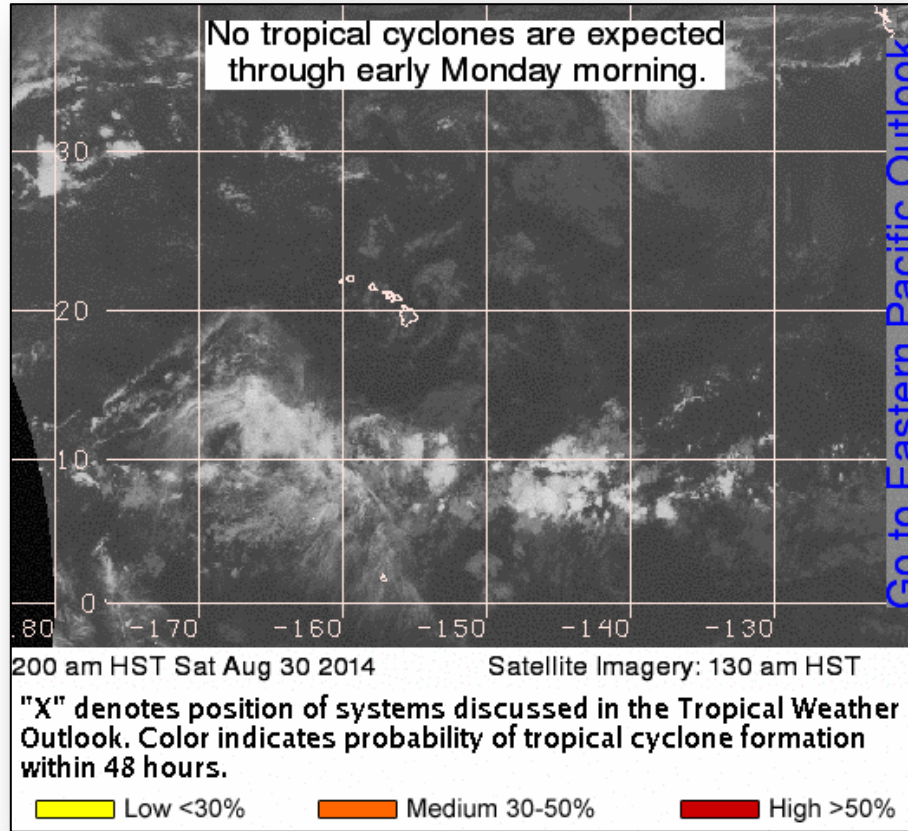 No tropical cyclones are expected
through early Monday morning.
Go to Eastern Pacific Outlook
30
20
10
0
.80 -170 -160 -150 -140 -130
200 am HST Sat Aug 30 2014 Satellite Imagery: 130 am HST
"X" denotes position of systems discussed in the Tropical Weather
Outlook. Color indicates probability of tropical cyclone formation
within 48 hours.
Low <30% Medium 30-50% High >50%